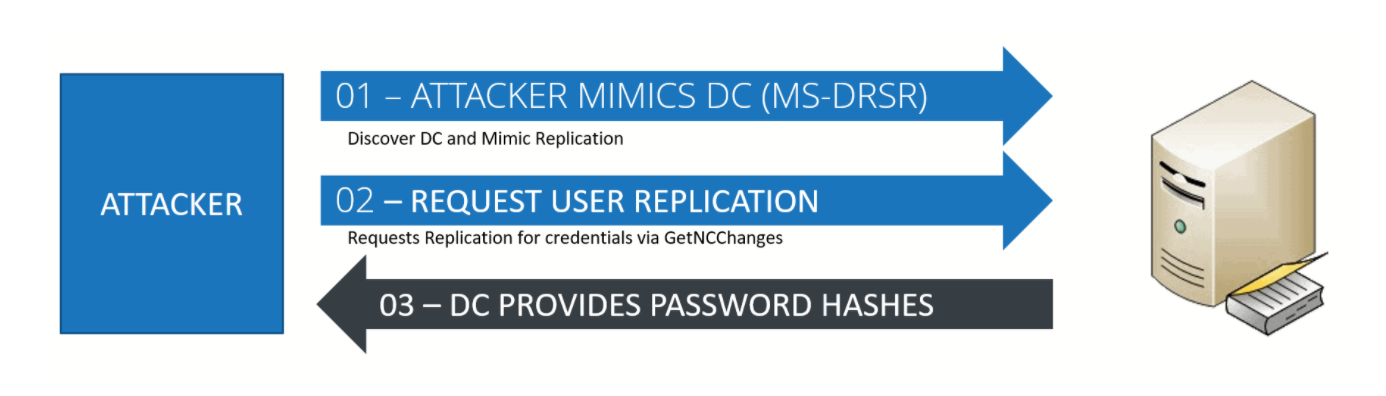 ATTACKER
01 – ATTACKER MIMICS DC (MS-DRSR)
Discover DC and Mimic Replication
02 – REQUEST USER REPLICATION
Requests Replication for credentials via GetNCChanges
03 – DC PROVIDES PASSWORD HASHES